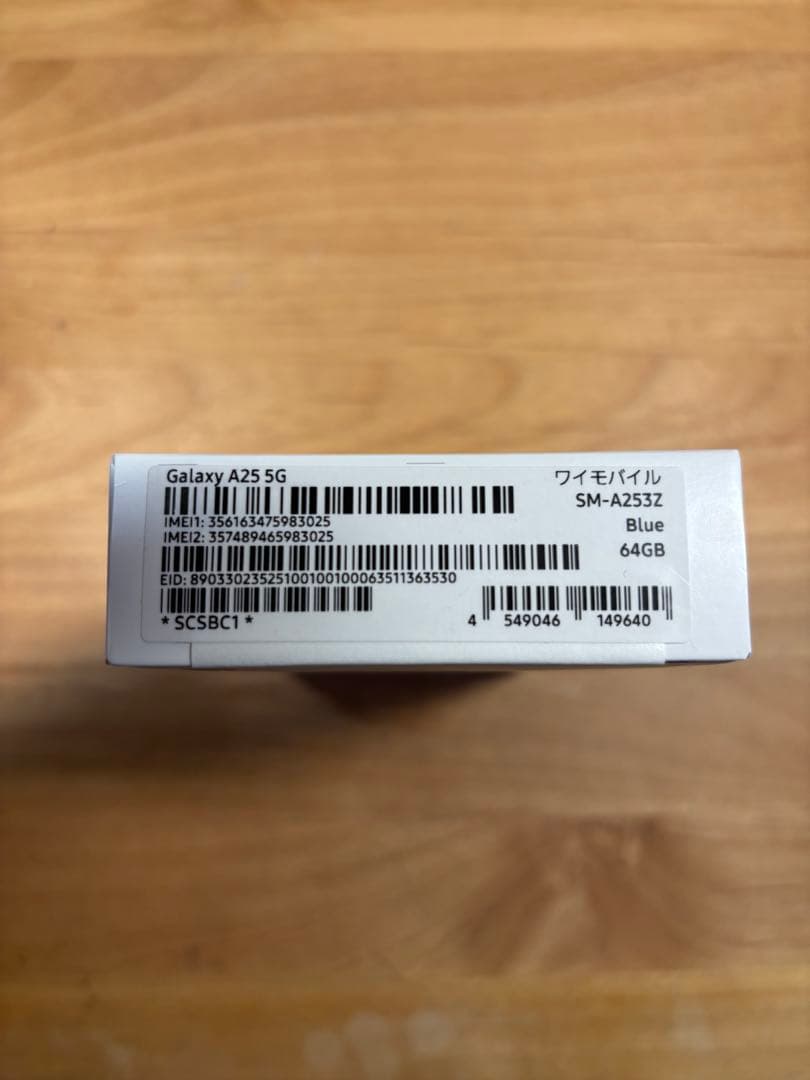 Galaxy A25 5G
ワイモバイル
SM-A253Z
IMEI1: 356163475983025
Blue
IMEI2: 357489465983025
64GB
EID: 89033023525100100100063511363530
*SCSBC1*
4 549046 149640